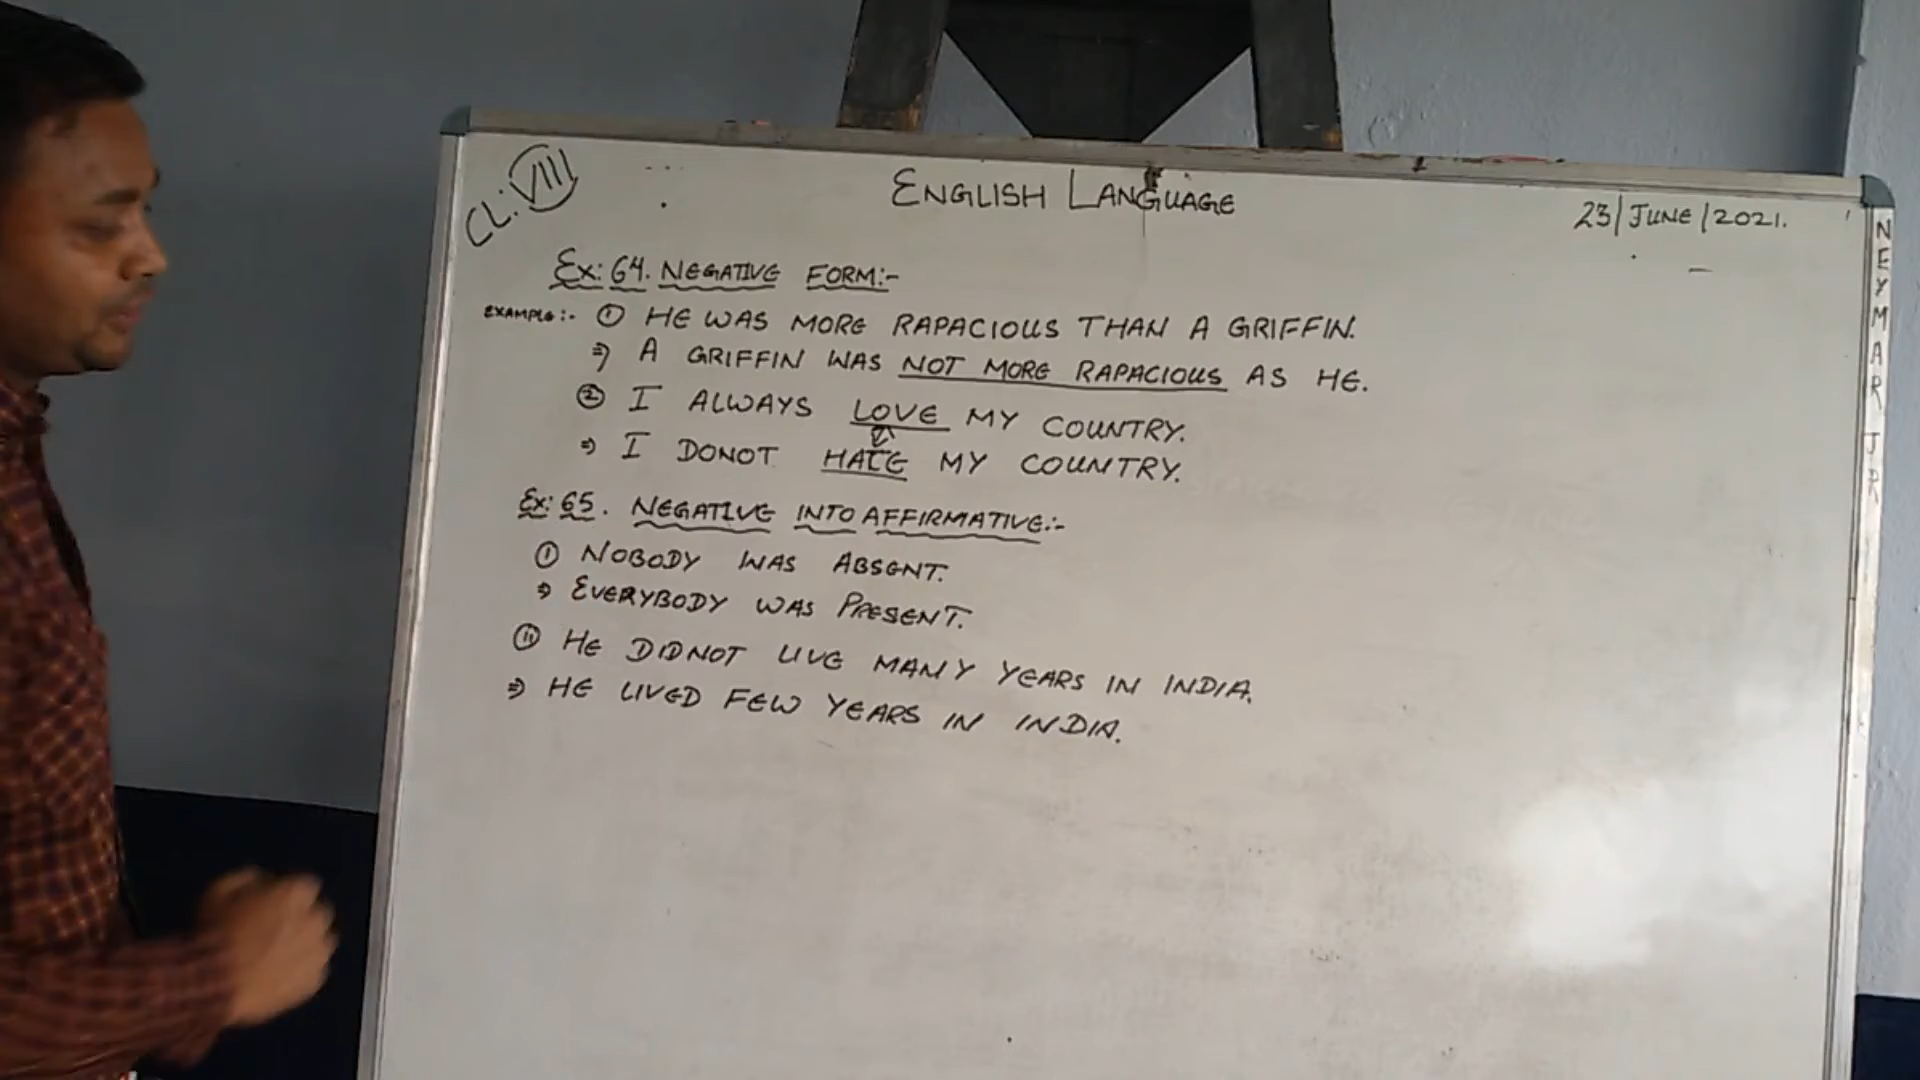 CL. VIII
ENGLISH LANGUAGE
23/JUNE/2021.
EX: 64. NEGATIVE FORM:-
EXAMPLE:- ① HE WAS MORE RAPACIOUS THAN A GRIFFIN.
⇒ A GRIFFIN WAS NOT MORE RAPACIOUS AS HE.
② I ALWAYS LOVE MY COUNTRY.
⇒ I DONOT HATE MY COUNTRY.
EX: 65. NEGATIVE INTO AFFIRMATIVE:-
① NOBODY WAS ABSENT.
⇒ EVERYBODY WAS PRESENT.
⑪ HE DIDNOT LIVE MANY YEARS IN INDIA.
⇒ HE LIVED FEW YEARS IN INDIA.
NEYMAR JR